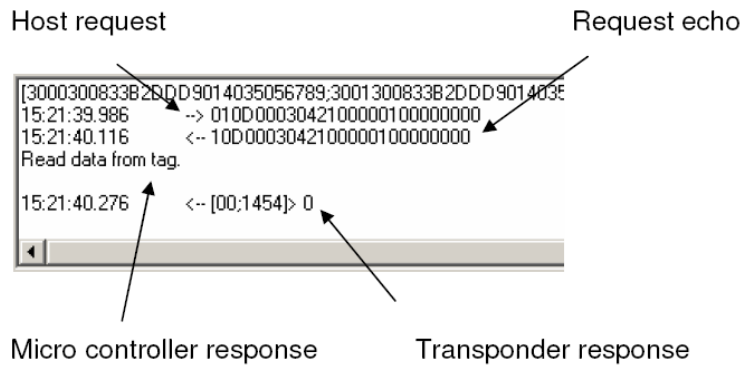 Host request
Request echo
[3000300833B2DDD9014035056789;3001300833B2DDD9014035
15:21:39.986 --> 010D000304210000010000000
15:21:40.116 <-- 10D0003042100000100000000
Read data from tag.
15:21:40.276 <-- [00;1454]> 0
Micro controller response
Transponder response